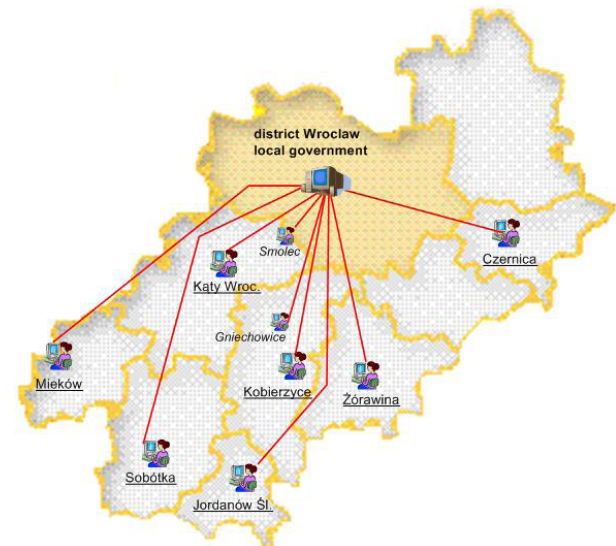 district Wroclaw
local government
Smolec
Czernica
Kąty Wroc.
Gniechowice
Mieków
Kobierzyce
Żórawina
Sobótka
Jordanów Śl.